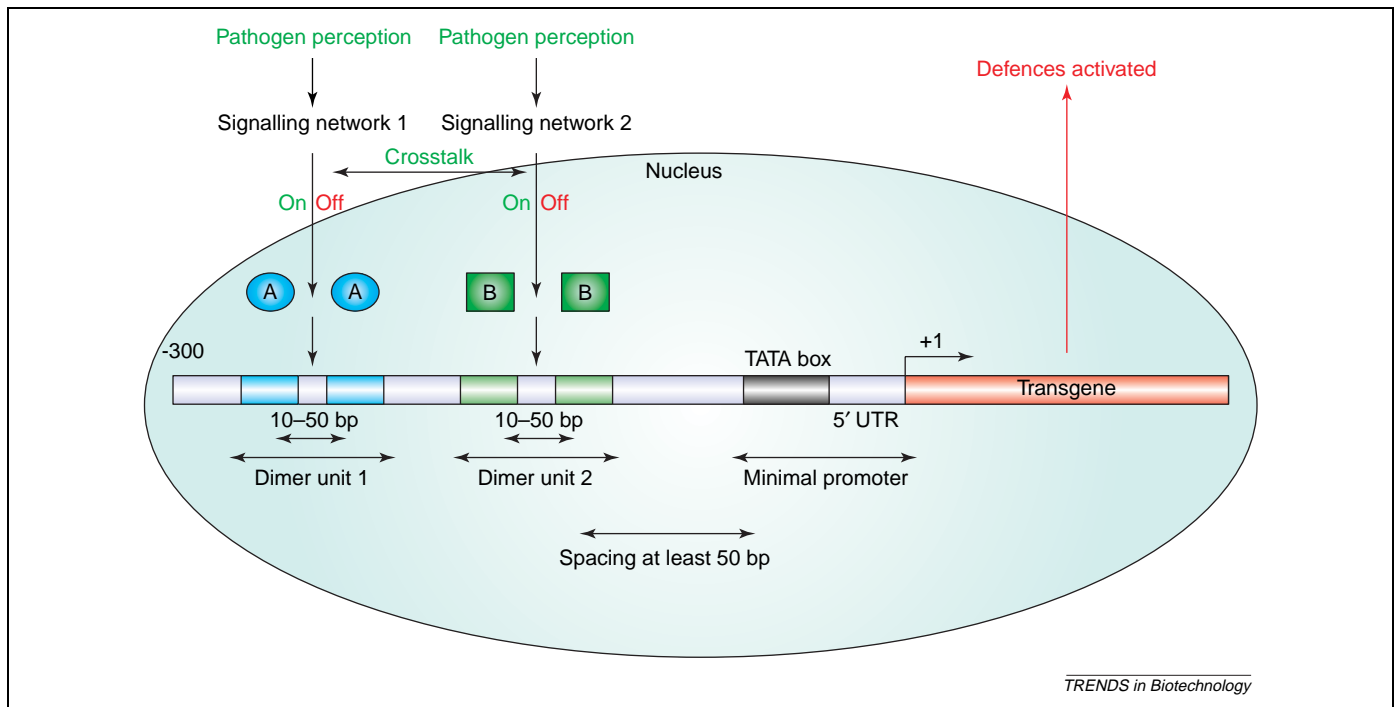 Pathogen perception Pathogen perception
Defences activated
Signalling network 1 Signalling network 2
Crosstalk
Nucleus
On Off On Off
A A B B
-300
TATA box
+1
Transgene
10–50 bp 10–50 bp 5′ UTR
Dimer unit 1 Dimer unit 2 Minimal promoter
Spacing at least 50 bp
TRENDS in Biotechnology